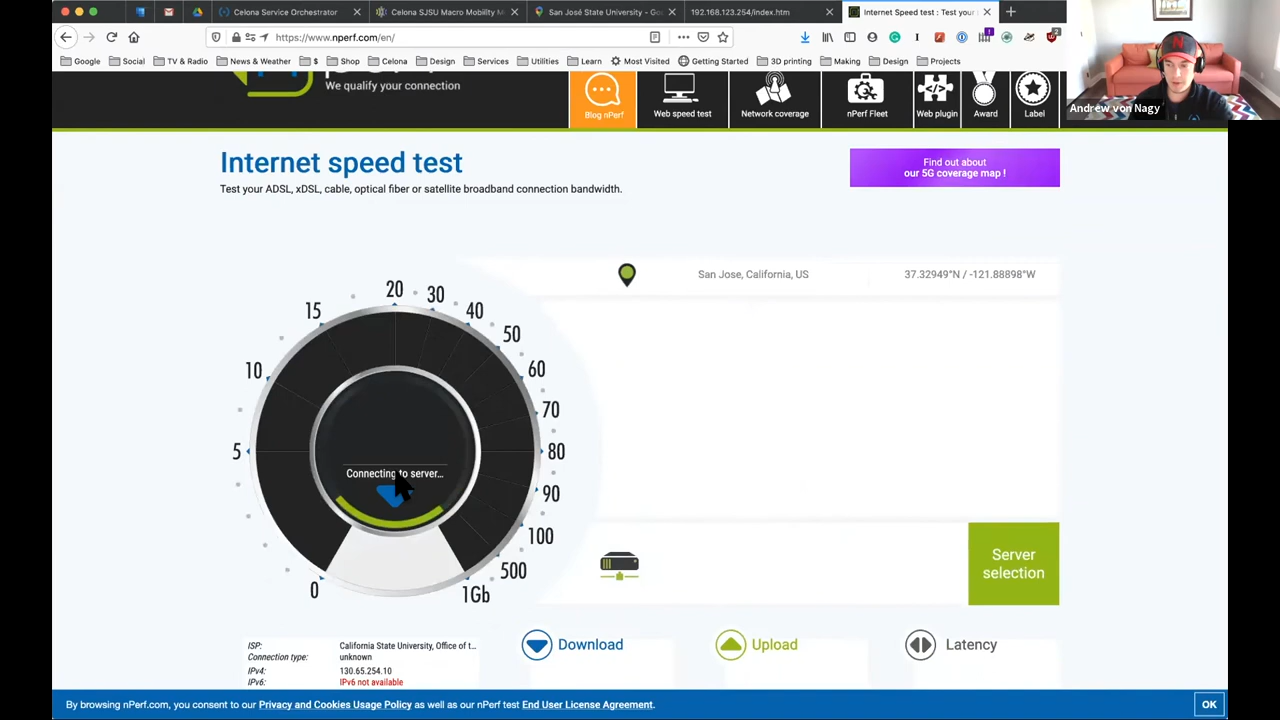 Celona Service Orchestrator
Celona SJSU Macro Mobility M
San José State University - Goo
192.168.123.254/index.htm
Internet Speed test : Test your
https://www.nperf.com/en/
Google
Social
TV & Radio
News & Weather
$
Shop
Celona
Design
Services
Utilities
Learn
Most Visited
Getting Started
3D printing
Making
Design
Projects
Andrew von Nagy
We qualify your connection
Blog nPerf
Web speed test
Network coverage
nPerf Fleet
Web plugin
Award
Label
Internet speed test
Test your ADSL, xDSL, cable, optical fiber or satellite broadband connection bandwidth.
Find out about
our 5G coverage map !
San Jose, California, US
37.32949°N / -121.88898°W
0
5
10
15
20
30
40
50
60
70
80
90
100
500
1Gb
Connecting to server...
Server
selection
ISP: California State University, Office of t...
Connection type: unknown
IPv4: 130.65.254.10
IPv6: IPv6 not available
Download
Upload
Latency
By browsing nPerf.com, you consent to our Privacy and Cookies Usage Policy as well as our nPerf test End User License Agreement.
OK